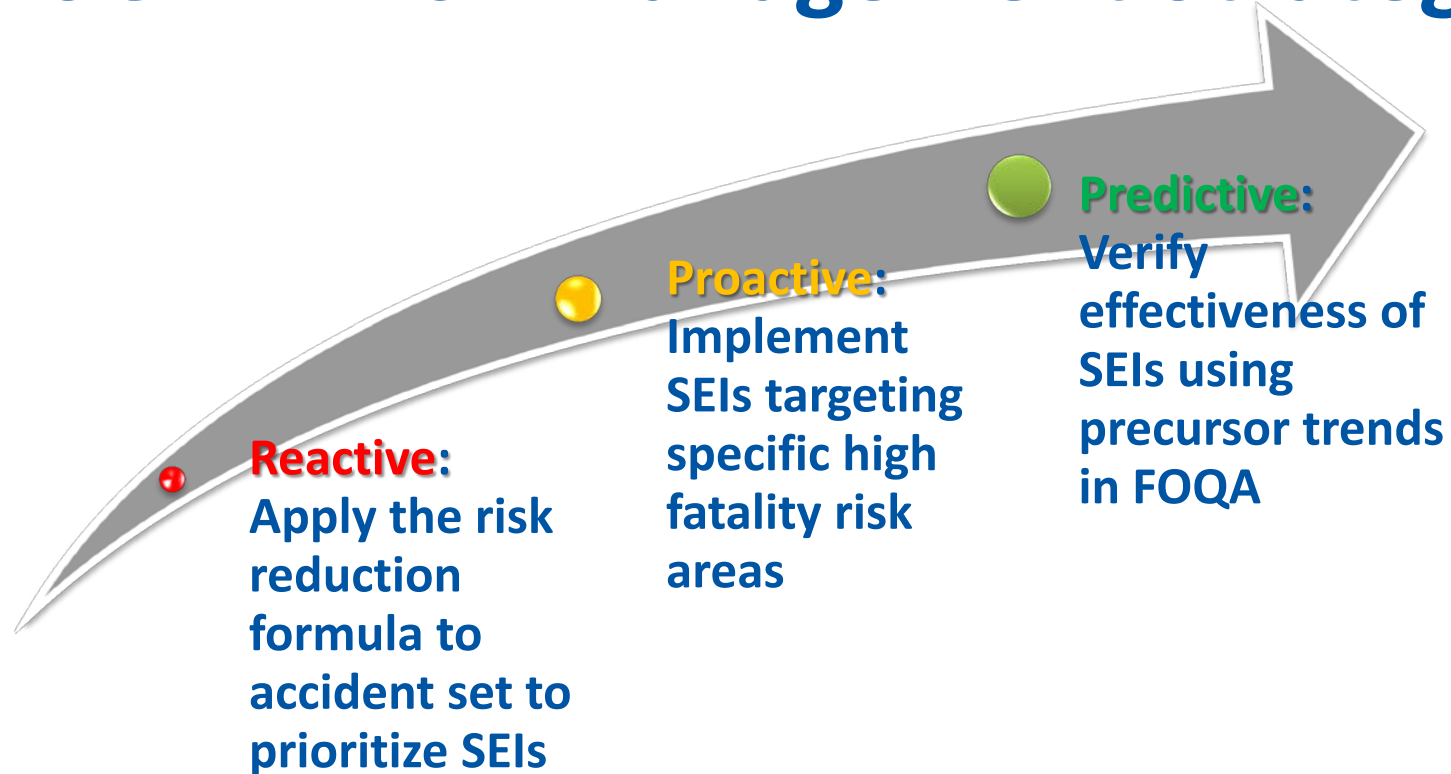 Reactive:
Apply the risk
reduction
formula to
accident set to
prioritize SEIs
Proactive:
Implement
SEIs targeting
specific high
fatality risk
areas
Predictive:
Verify
effectiveness of
SEIs using
precursor trends
in FOQA